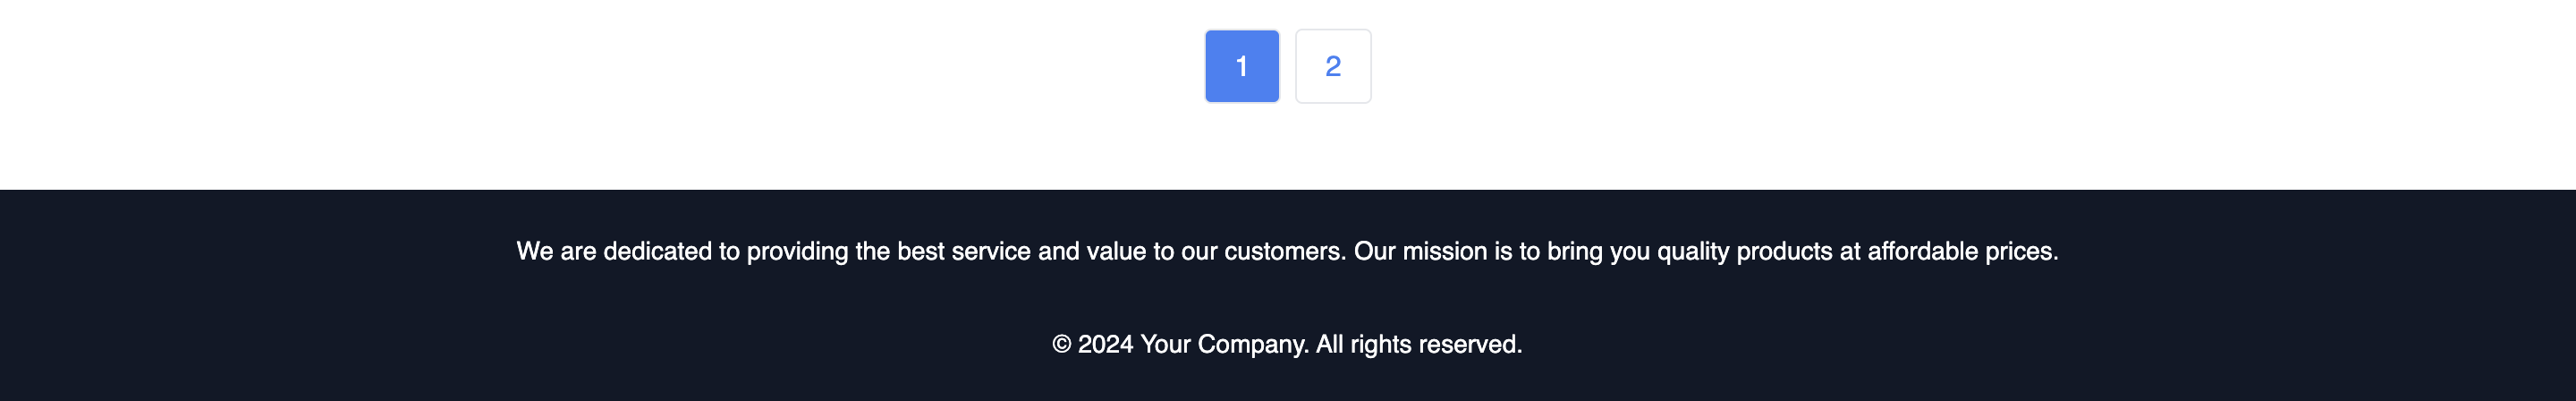 1 2
We are dedicated to providing the best service and value to our customers. Our mission is to bring you quality products at affordable prices.
© 2024 Your Company. All rights reserved.